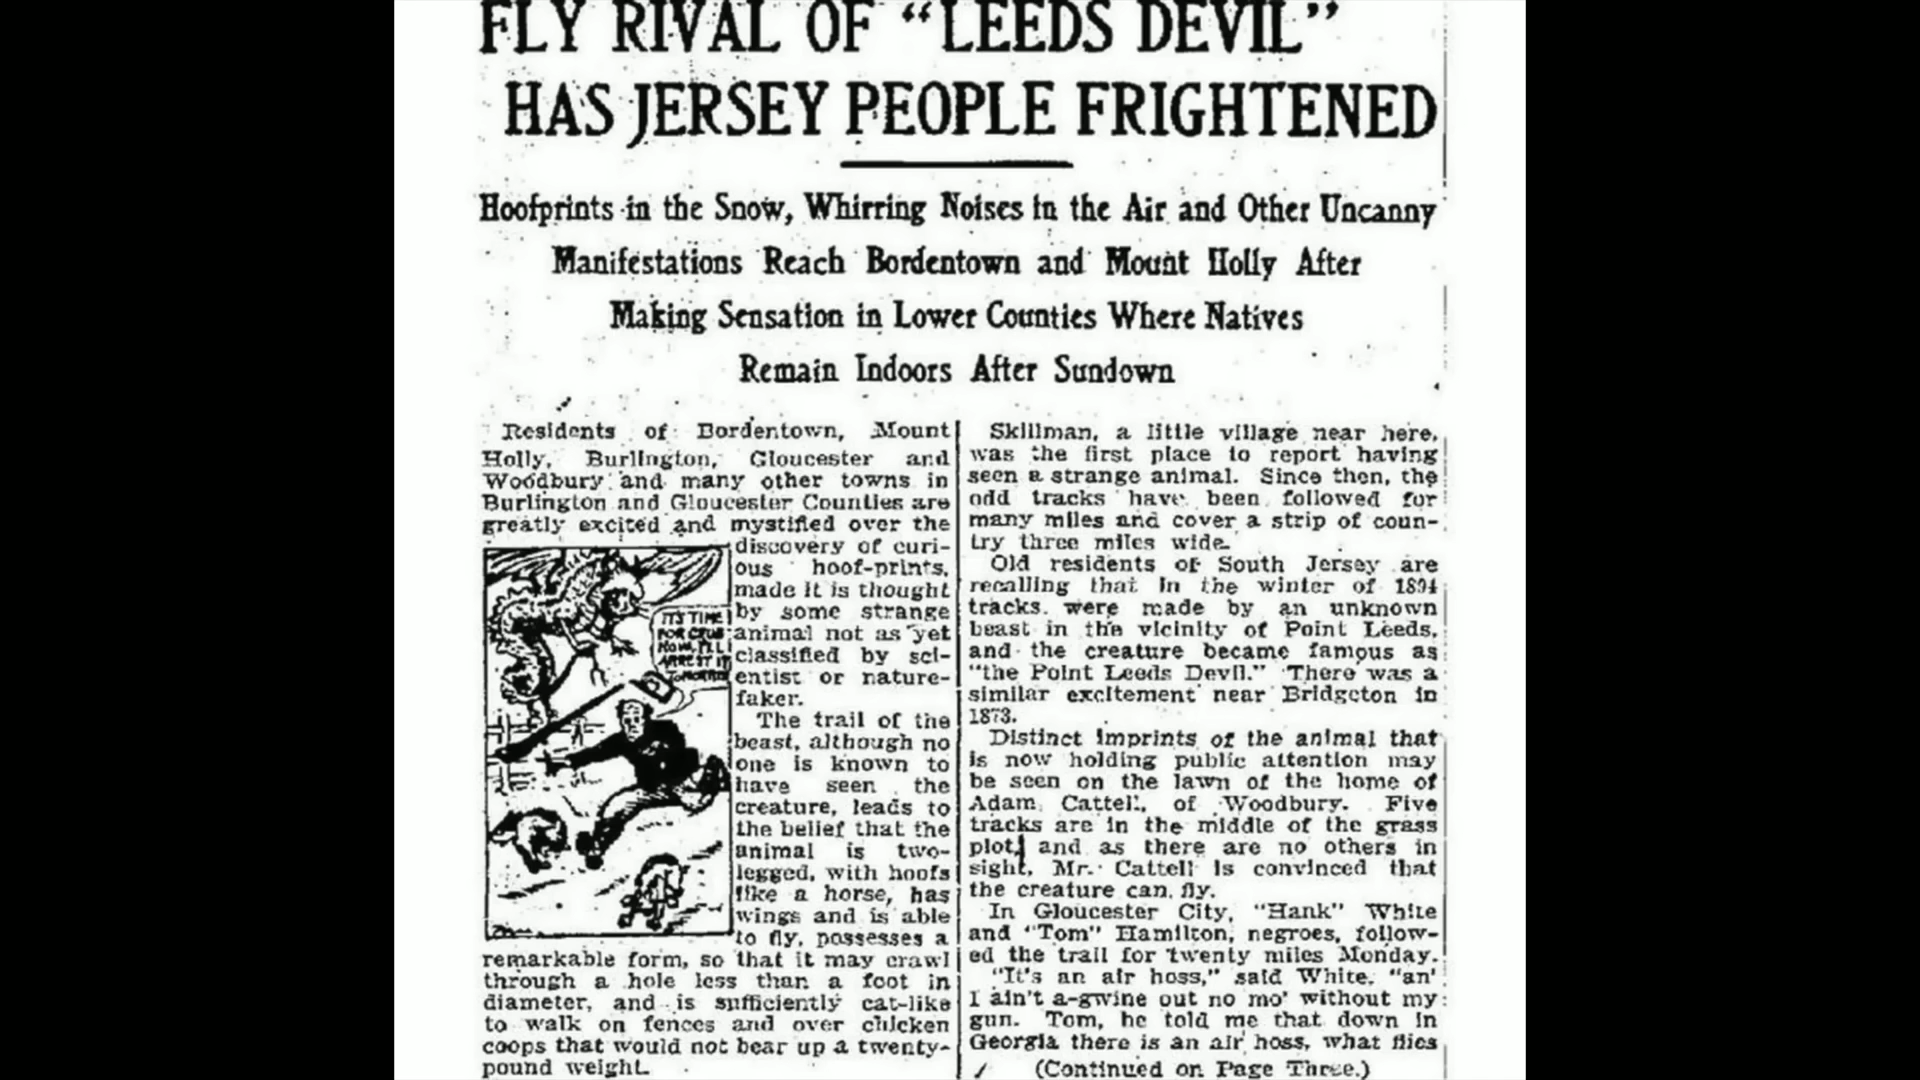 FLY RIVAL OF “LEEDS DEVIL”
HAS JERSEY PEOPLE FRIGHTENED
Hoofprints in the Snow, Whirring Noises in the Air and Other Uncanny
Manifestations Reach Bordentown and Mount Holly After
Making Sensation in Lower Counties Where Natives
Remain Indoors After Sundown
Residents of Bordentown, Mount
Holly, Burlington, Gloucester and
Woodbury and many other towns in
Burlington and Gloucester Counties are
greatly excited and mystified over the
discovery of curi-
ous hoof-prints,
made it is thought
by some strange
animal not as yet
classified by sci-
entist or nature-
faker.
The trail of the
beast, although no
one is known to
have seen the
creature, leads to
the belief that the
animal is two-
legged, with hoofs
like a horse, has
wings and is able
to fly, possesses a
remarkable form, so that it may crawl
through a hole less than a foot in
diameter, and is sufficiently cat-like
to walk on fences and over chicken
coops that would not bear up a twenty-
pound weight.
IT'S TIME
FOR
NOW I'LL
ARREST IT
TOMORROW
Skillman, a little village near here,
was the first place to report having
seen a strange animal. Since then, the
odd tracks have been followed for
many miles and cover a strip of coun-
try three miles wide.
Old residents of South Jersey are
recalling that in the winter of 1894
tracks were made by an unknown
beast in the vicinity of Point Leeds,
and the creature became famous as
"the Point Leeds Devil." There was a
similar excitement near Bridgeton in
1873.
Distinct imprints of the animal that
is now holding public attention may
be seen on the lawn of the home of
Adam Cattell, of Woodbury. Five
tracks are in the middle of the grass
plot, and as there are no others in
sight, Mr. Cattell is convinced that
the creature can fly.
In Gloucester City, "Hank" White
and "Tom" Hamilton, negroes, follow-
ed the trail for twenty miles Monday.
"It's an air hoss," said White, "an'
I ain't a-gwine out no mo' without my
gun. Tom, he told me that down in
Georgia there is an air hoss, what flies
(Continued on Page Three.)